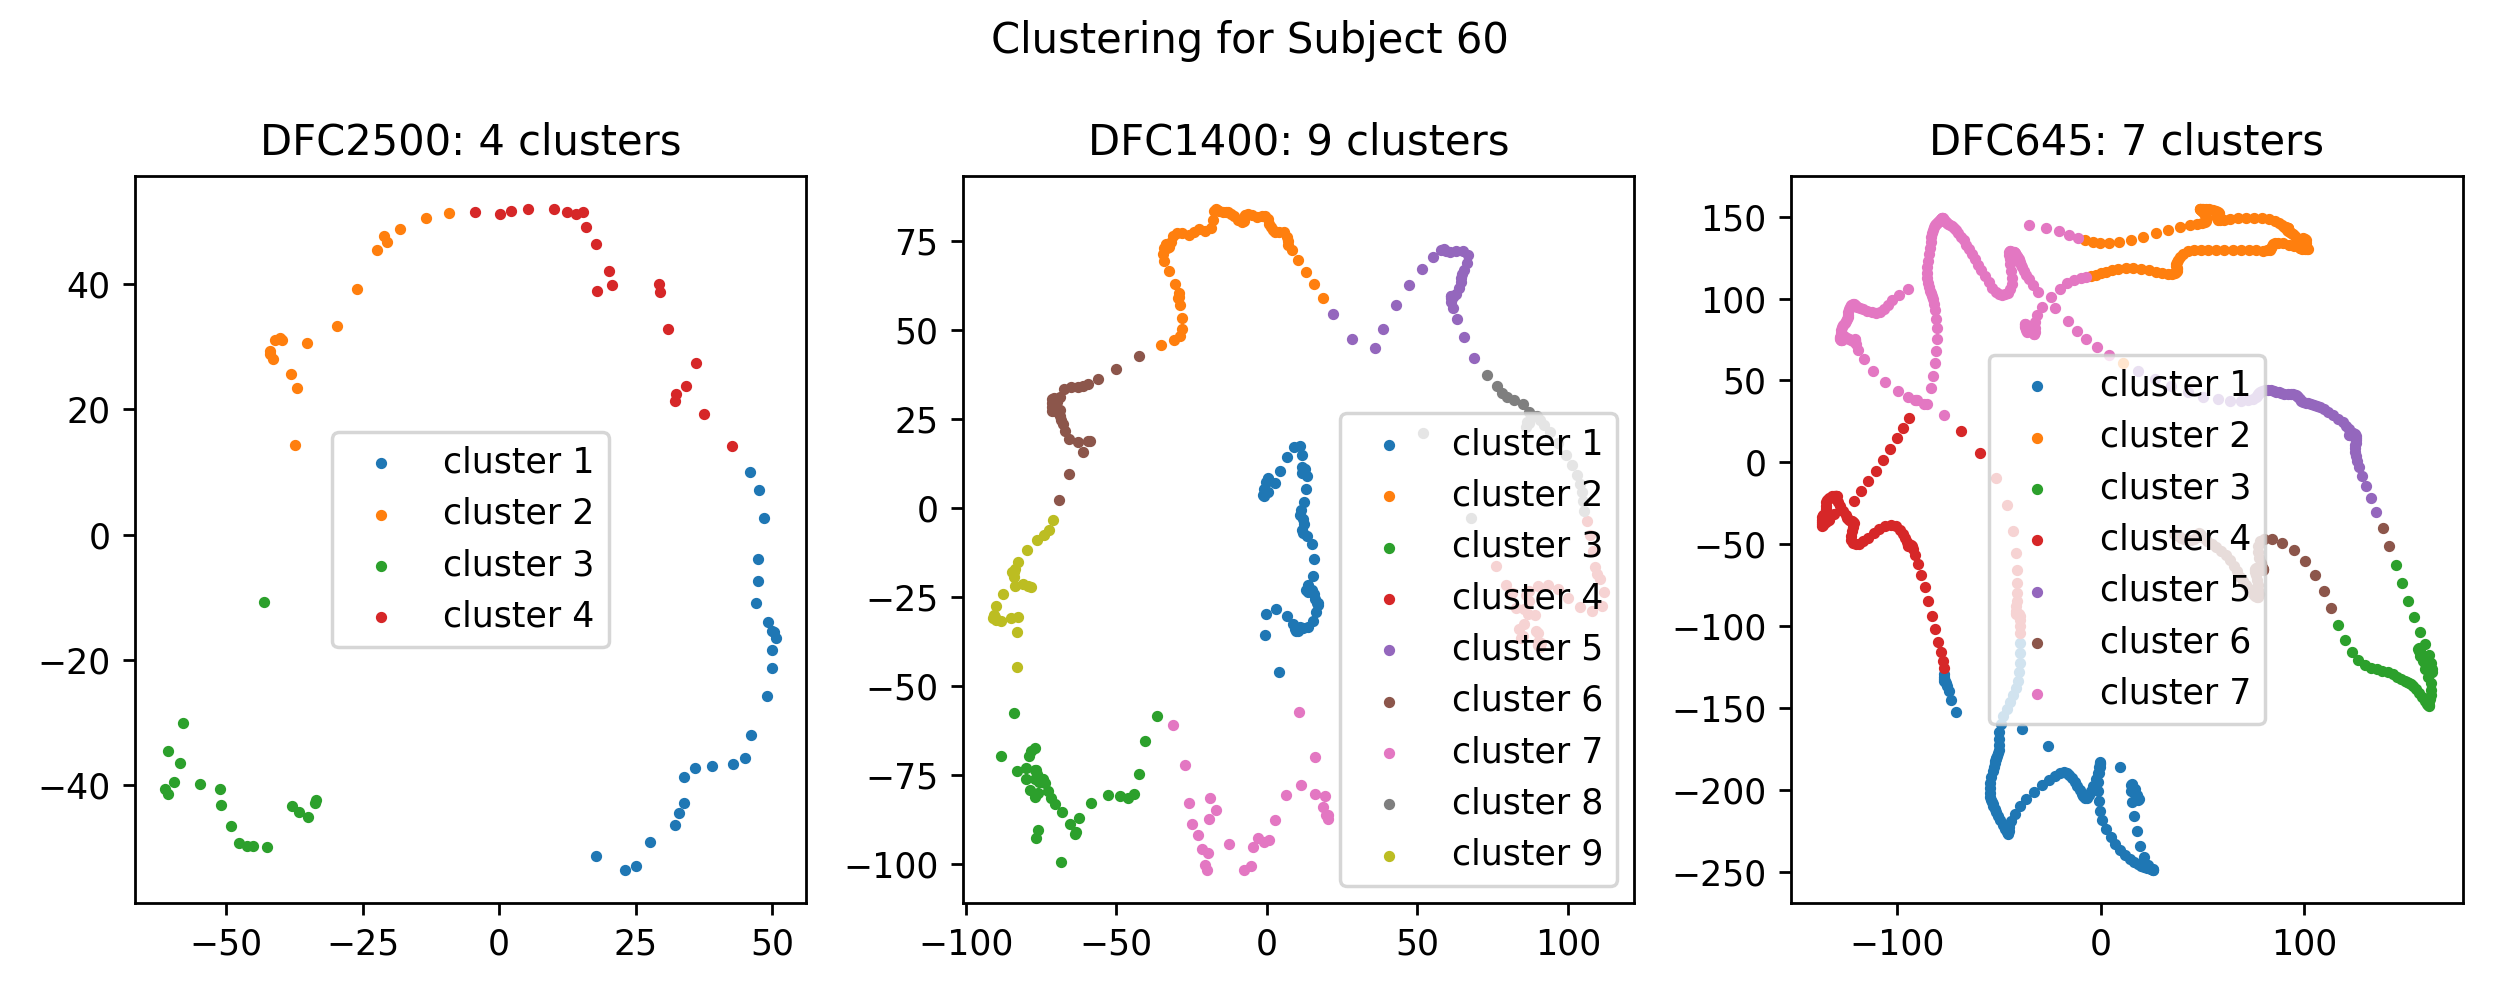 Clustering for Subject 60
DFC2500: 4 clusters
40
20
0
−20
−40
−50
−25
0
25
50
cluster 1
cluster 2
cluster 3
cluster 4
DFC1400: 9 clusters
75
50
25
0
−25
−50
−75
−100
−100
−50
0
50
100
cluster 1
cluster 2
cluster 3
cluster 4
cluster 5
cluster 6
cluster 7
cluster 8
cluster 9
DFC645: 7 clusters
150
100
50
0
−50
−100
−150
−200
−250
−100
0
100
cluster 1
cluster 2
cluster 3
cluster 4
cluster 5
cluster 6
cluster 7